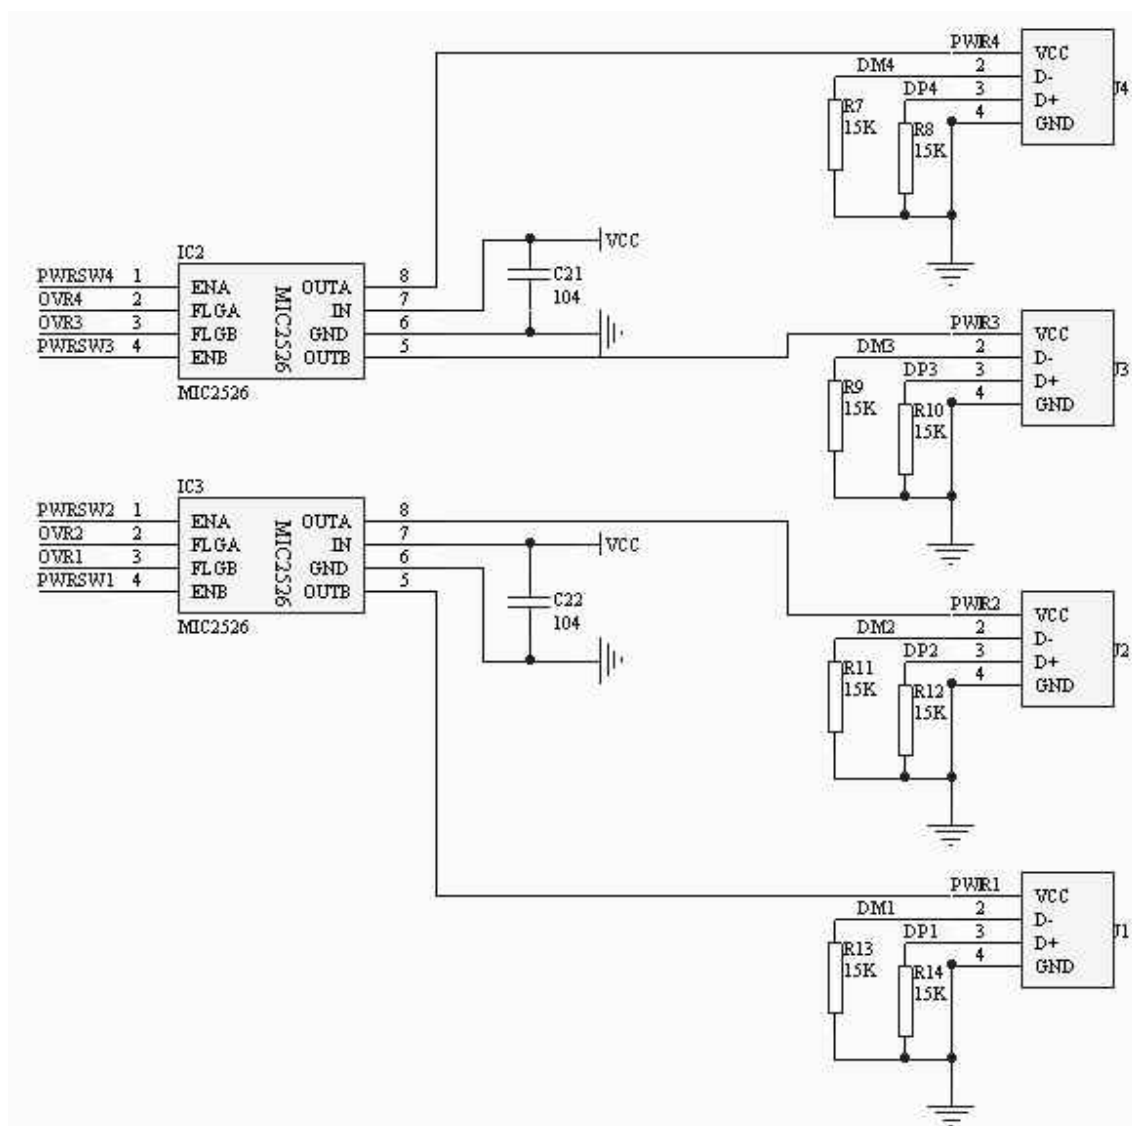 PWR4 VCC
DM4 2 D-
DP4 3 D+ J4
R7 4 GND
15K R8
15K
IC2 VCC
PWRSW4 1 ENA OUTA 8 C21
OVR4 2 FLGA IN 7 104
OVR3 3 FLGB GND 6
PWRSW3 4 ENB OUTB 5
MIC2526
MIC2526
PWR3 VCC
DM3 2 D-
DP3 3 D+ J3
R9 4 GND
15K R10
15K
IC3
PWRSW2 1 ENA OUTA 8
OVR2 2 FLGA IN 7 VCC
OVR1 3 FLGB GND 6
PWRSW1 4 ENB OUTB 5 C22
MIC2526 104
MIC2526
PWR2 VCC
DM2 2 D-
DP2 3 D+ J2
R11 4 GND
15K R12
15K
PWR1 VCC
DM1 2 D-
DP1 3 D+ J1
R13 4 GND
15K R14
15K